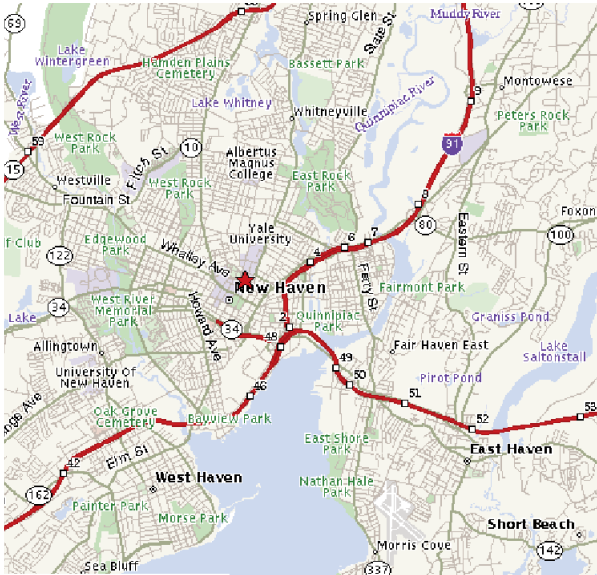 Spring Glen
Muddy River
69
State St
Lake
Wintergreen
Hamden Plains
Cemetery
Bassett Park
Montowese
9
West River
Lake Whitney
Quinnipiac River
Whitneyville
Peters Rock
Park
59
West Rock
Park
10
91
15
Fitch St
Albertus
Magnus
College
East Rock
Park
Westville
West Rock
Park
Fountain St
8
80
Foxon
Yale
University
Eastern St
100
f Club
Edgewood
Park
Whalley Ave
6
7
4
122
New Haven
Ferry St
Fairmont Park
34
West River
Memorial
Park
Howard Ave
Quinnipiac
Park
Graniss Pond
Lake
2
34
48
Allingtown
Fair Haven East
Lake
Saltonstall
49
University Of
New Haven
50
Pirot Pond
46
51
nge Ave
Oak Grove
Cemetery
Bayview Park
52
53
East Shore
Park
Elm St
East Haven
42
West Haven
Nathan Hale
Park
162
Painter Park
Morse Park
Short Beach
Morris Cove
142
Sea Bluff
337